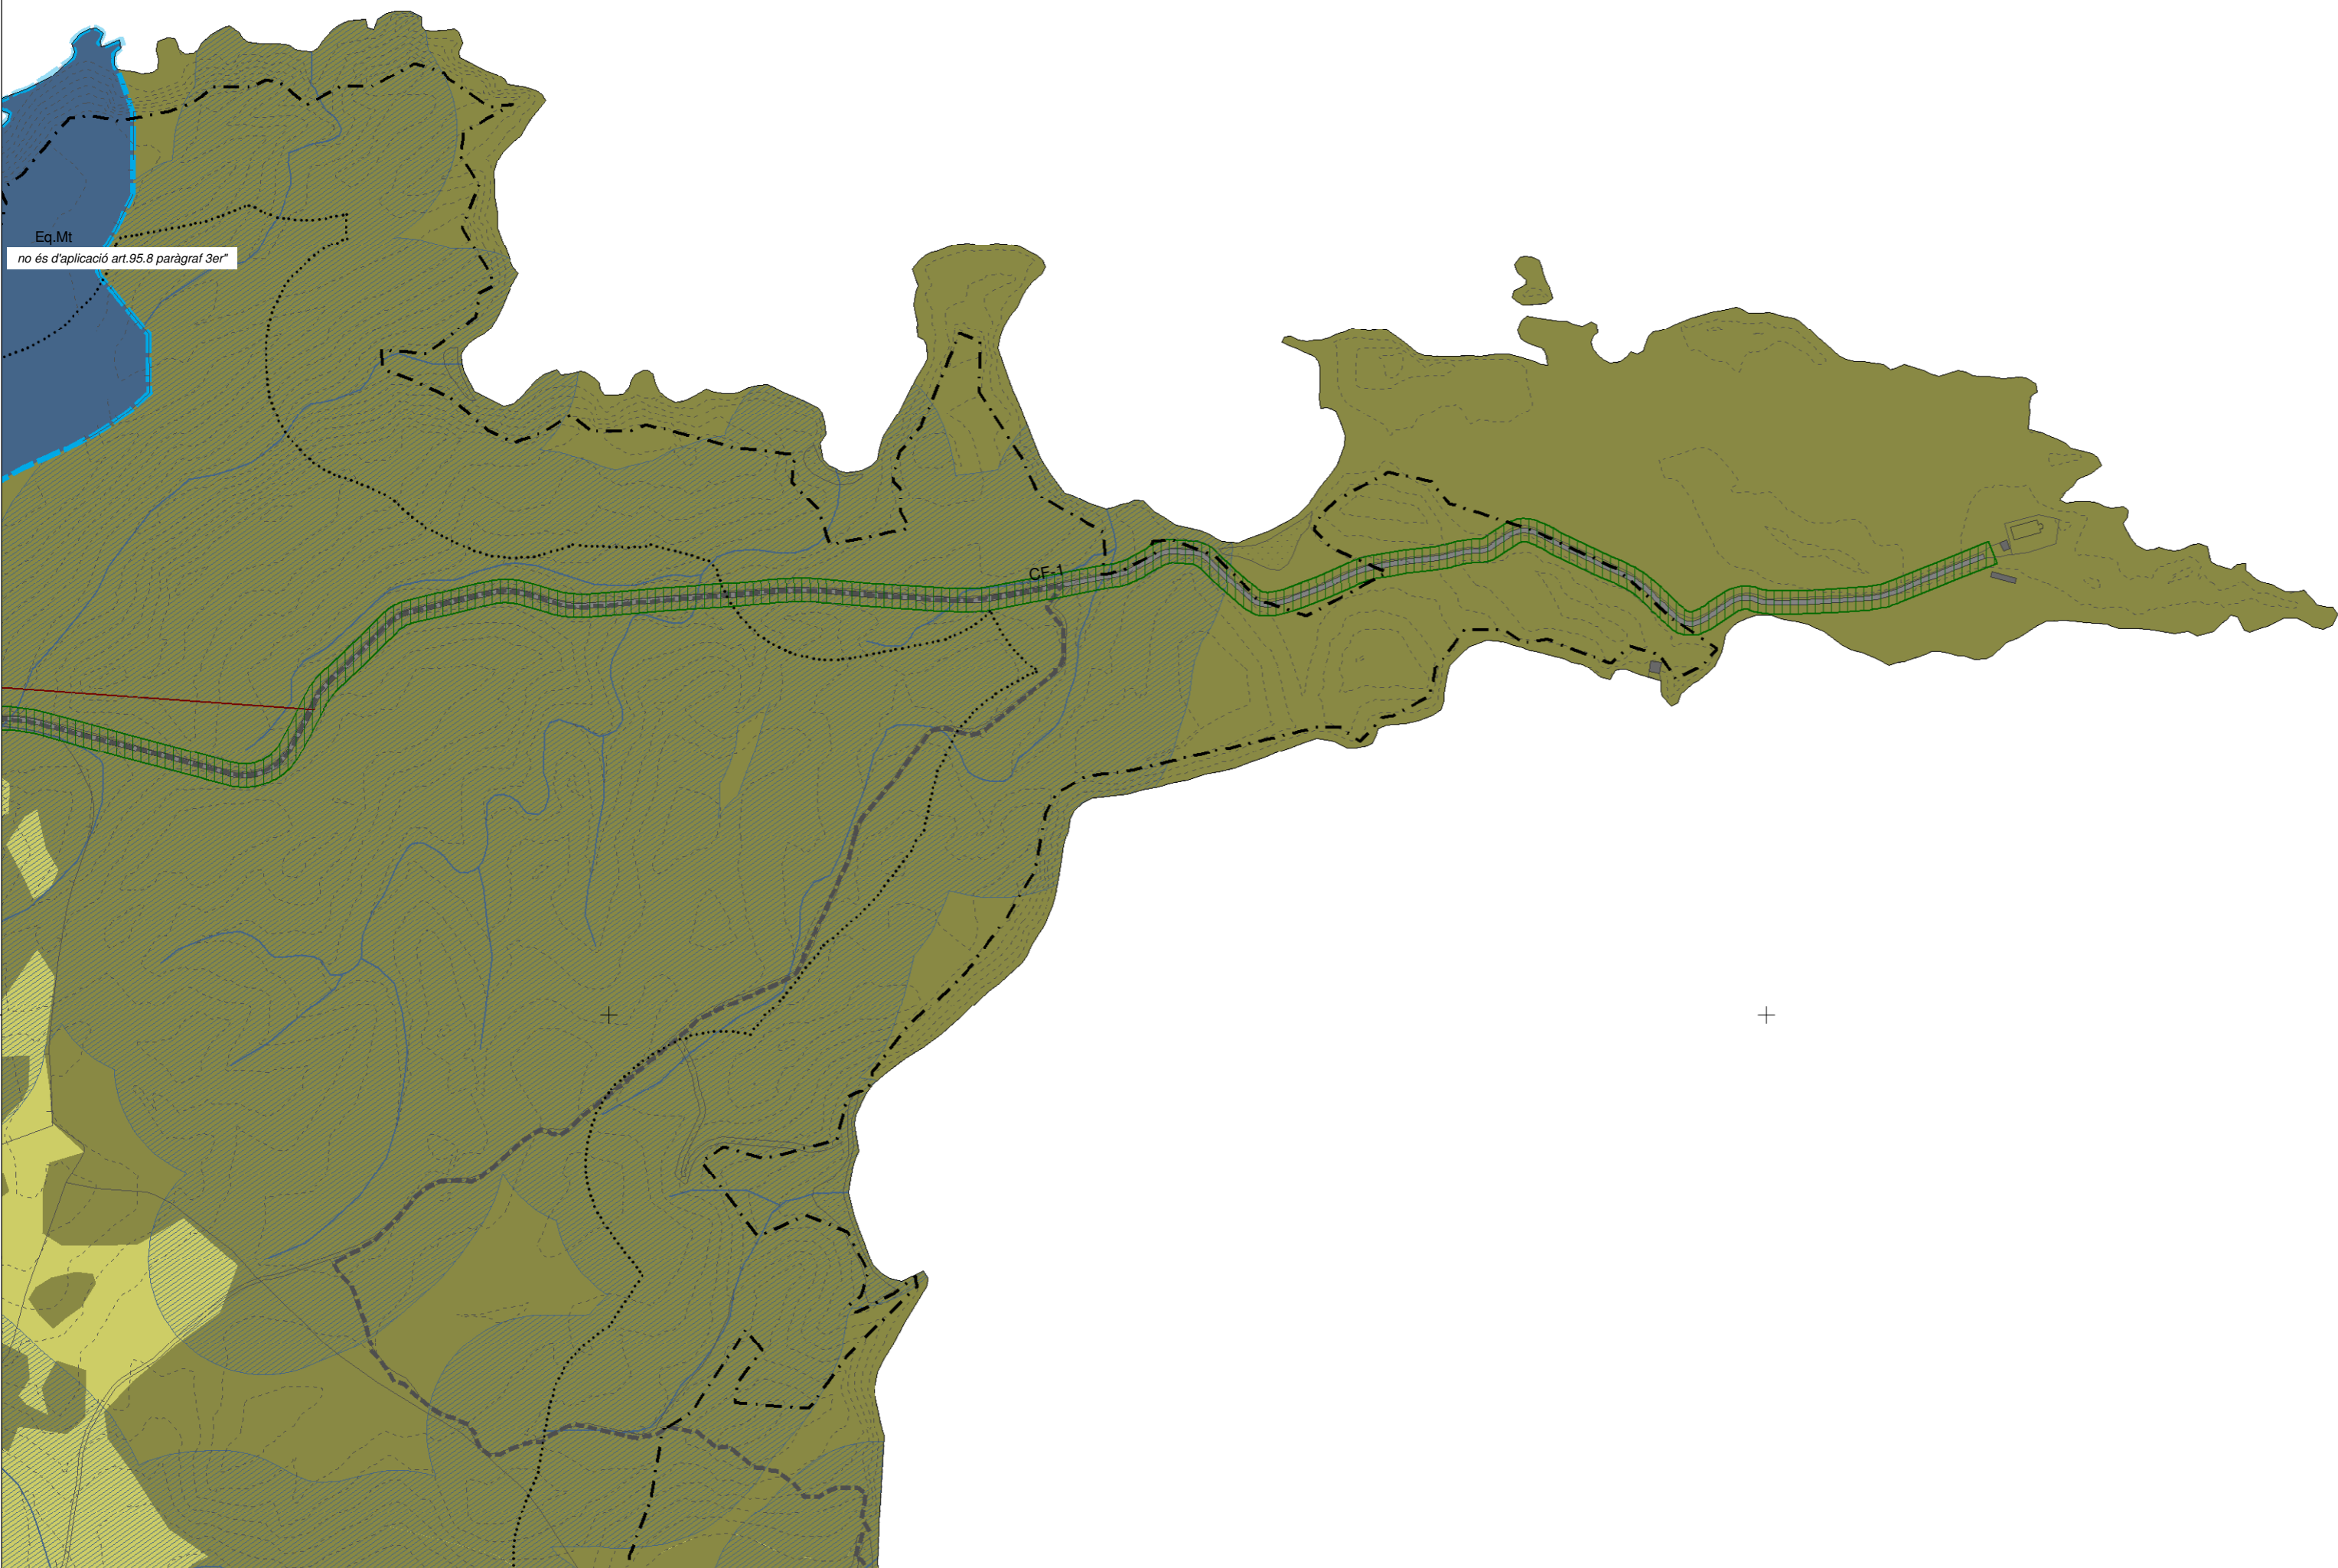 Eq.Mt
no és d'aplicació art.95.8 paràgraf 3er"
CF-1